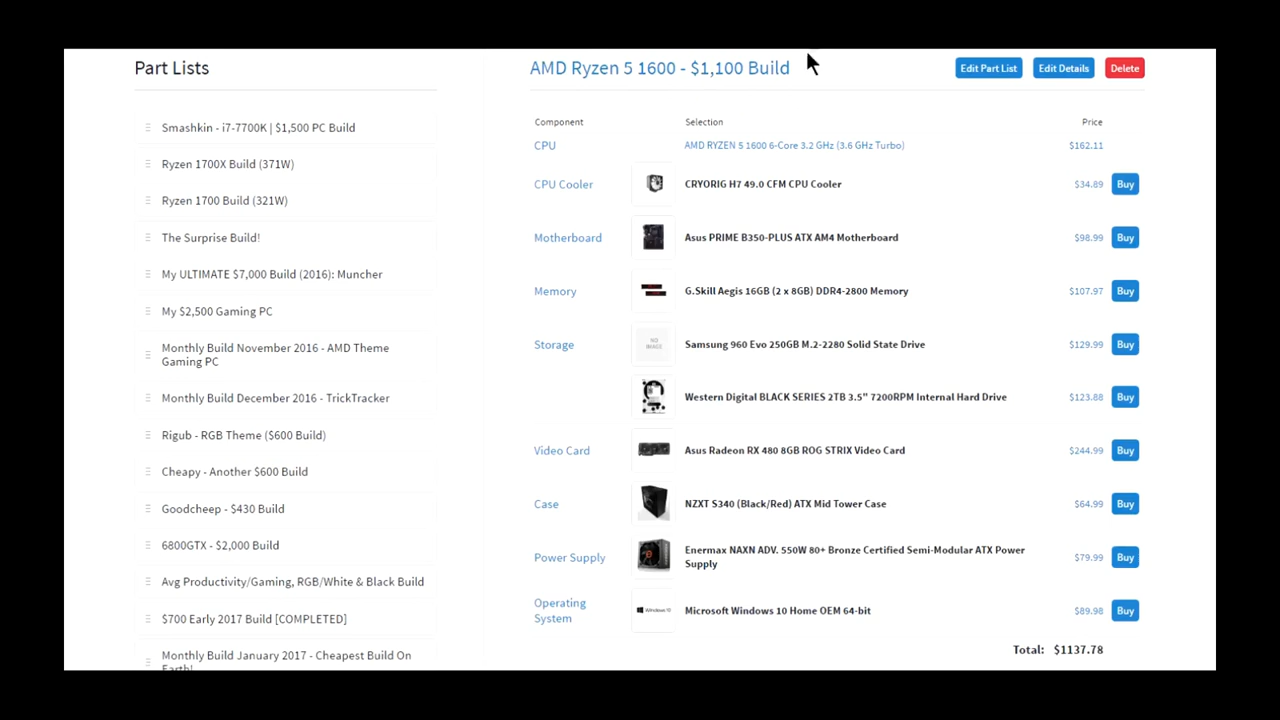 Part Lists
Smashkin - i7-7700K | $1,500 PC Build
Ryzen 1700X Build (371W)
Ryzen 1700 Build (321W)
The Surprise Build!
My ULTIMATE $7,000 Build (2016): Muncher
My $2,500 Gaming PC
Monthly Build November 2016 - AMD Theme
Gaming PC
Monthly Build December 2016 - TrickTracker
Rigub - RGB Theme ($600 Build)
Cheapy - Another $600 Build
Goodcheep - $430 Build
6800GTX - $2,000 Build
Avg Productivity/Gaming, RGB/White & Black Build
$700 Early 2017 Build [COMPLETED]
Monthly Build January 2017 - Cheapest Build On
Earth!
AMD Ryzen 5 1600 - $1,100 Build
Edit Part List Edit Details Delete
Component Selection Price
CPU AMD RYZEN 5 1600 6-Core 3.2 GHz (3.6 GHz Turbo) $162.11
CPU Cooler CRYORIG H7 49.0 CFM CPU Cooler $34.89 Buy
Motherboard Asus PRIME B350-PLUS ATX AM4 Motherboard $98.99 Buy
Memory G.Skill Aegis 16GB (2 x 8GB) DDR4-2800 Memory $107.97 Buy
Storage NO IMAGE Samsung 960 Evo 250GB M.2-2280 Solid State Drive $129.99 Buy
Western Digital BLACK SERIES 2TB 3.5" 7200RPM Internal Hard Drive $123.88 Buy
Video Card Asus Radeon RX 480 8GB ROG STRIX Video Card $244.99 Buy
Case NZXT S340 (Black/Red) ATX Mid Tower Case $64.99 Buy
Power Supply Enermax NAXN ADV. 550W 80+ Bronze Certified Semi-Modular ATX Power
Supply $79.99 Buy
Operating
System Windows 10 Microsoft Windows 10 Home OEM 64-bit $89.98 Buy
Total: $1137.78